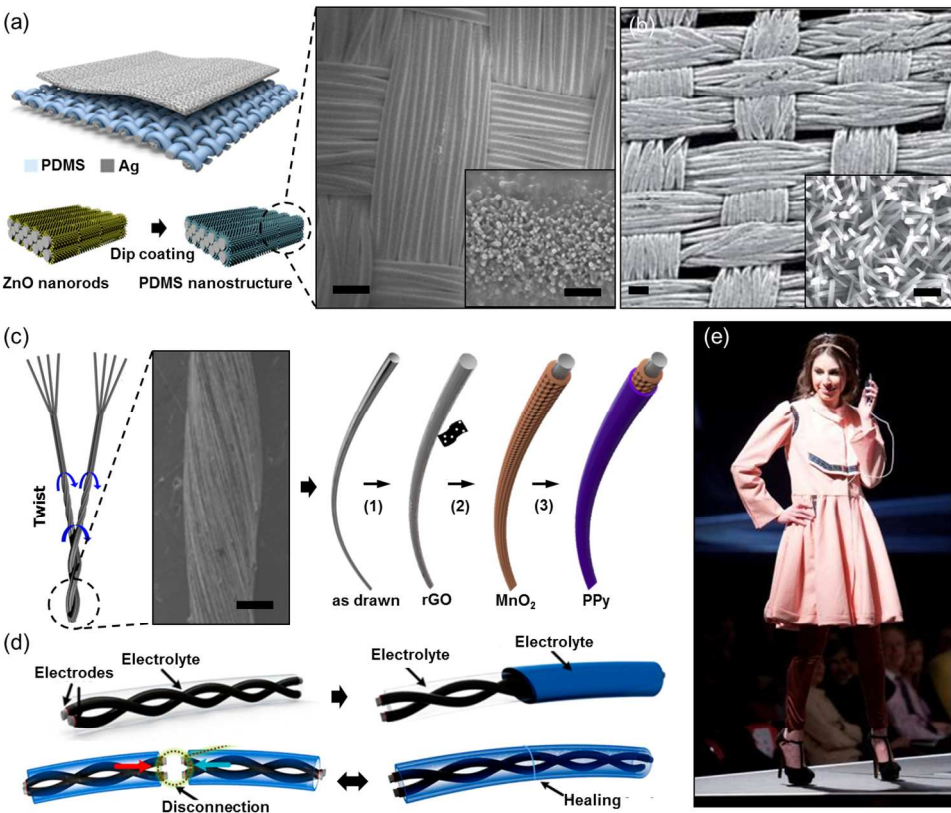 (a)
PDMS
Ag
Dip coating
ZnO nanorods
PDMS nanostructure
(b)
(c)
Twist
(1)
(2)
(3)
as drawn
rGO
MnO₂
PPy
(d)
Electrodes
Electrolyte
Electrolyte
Electrolyte
Disconnection
Healing
(e)